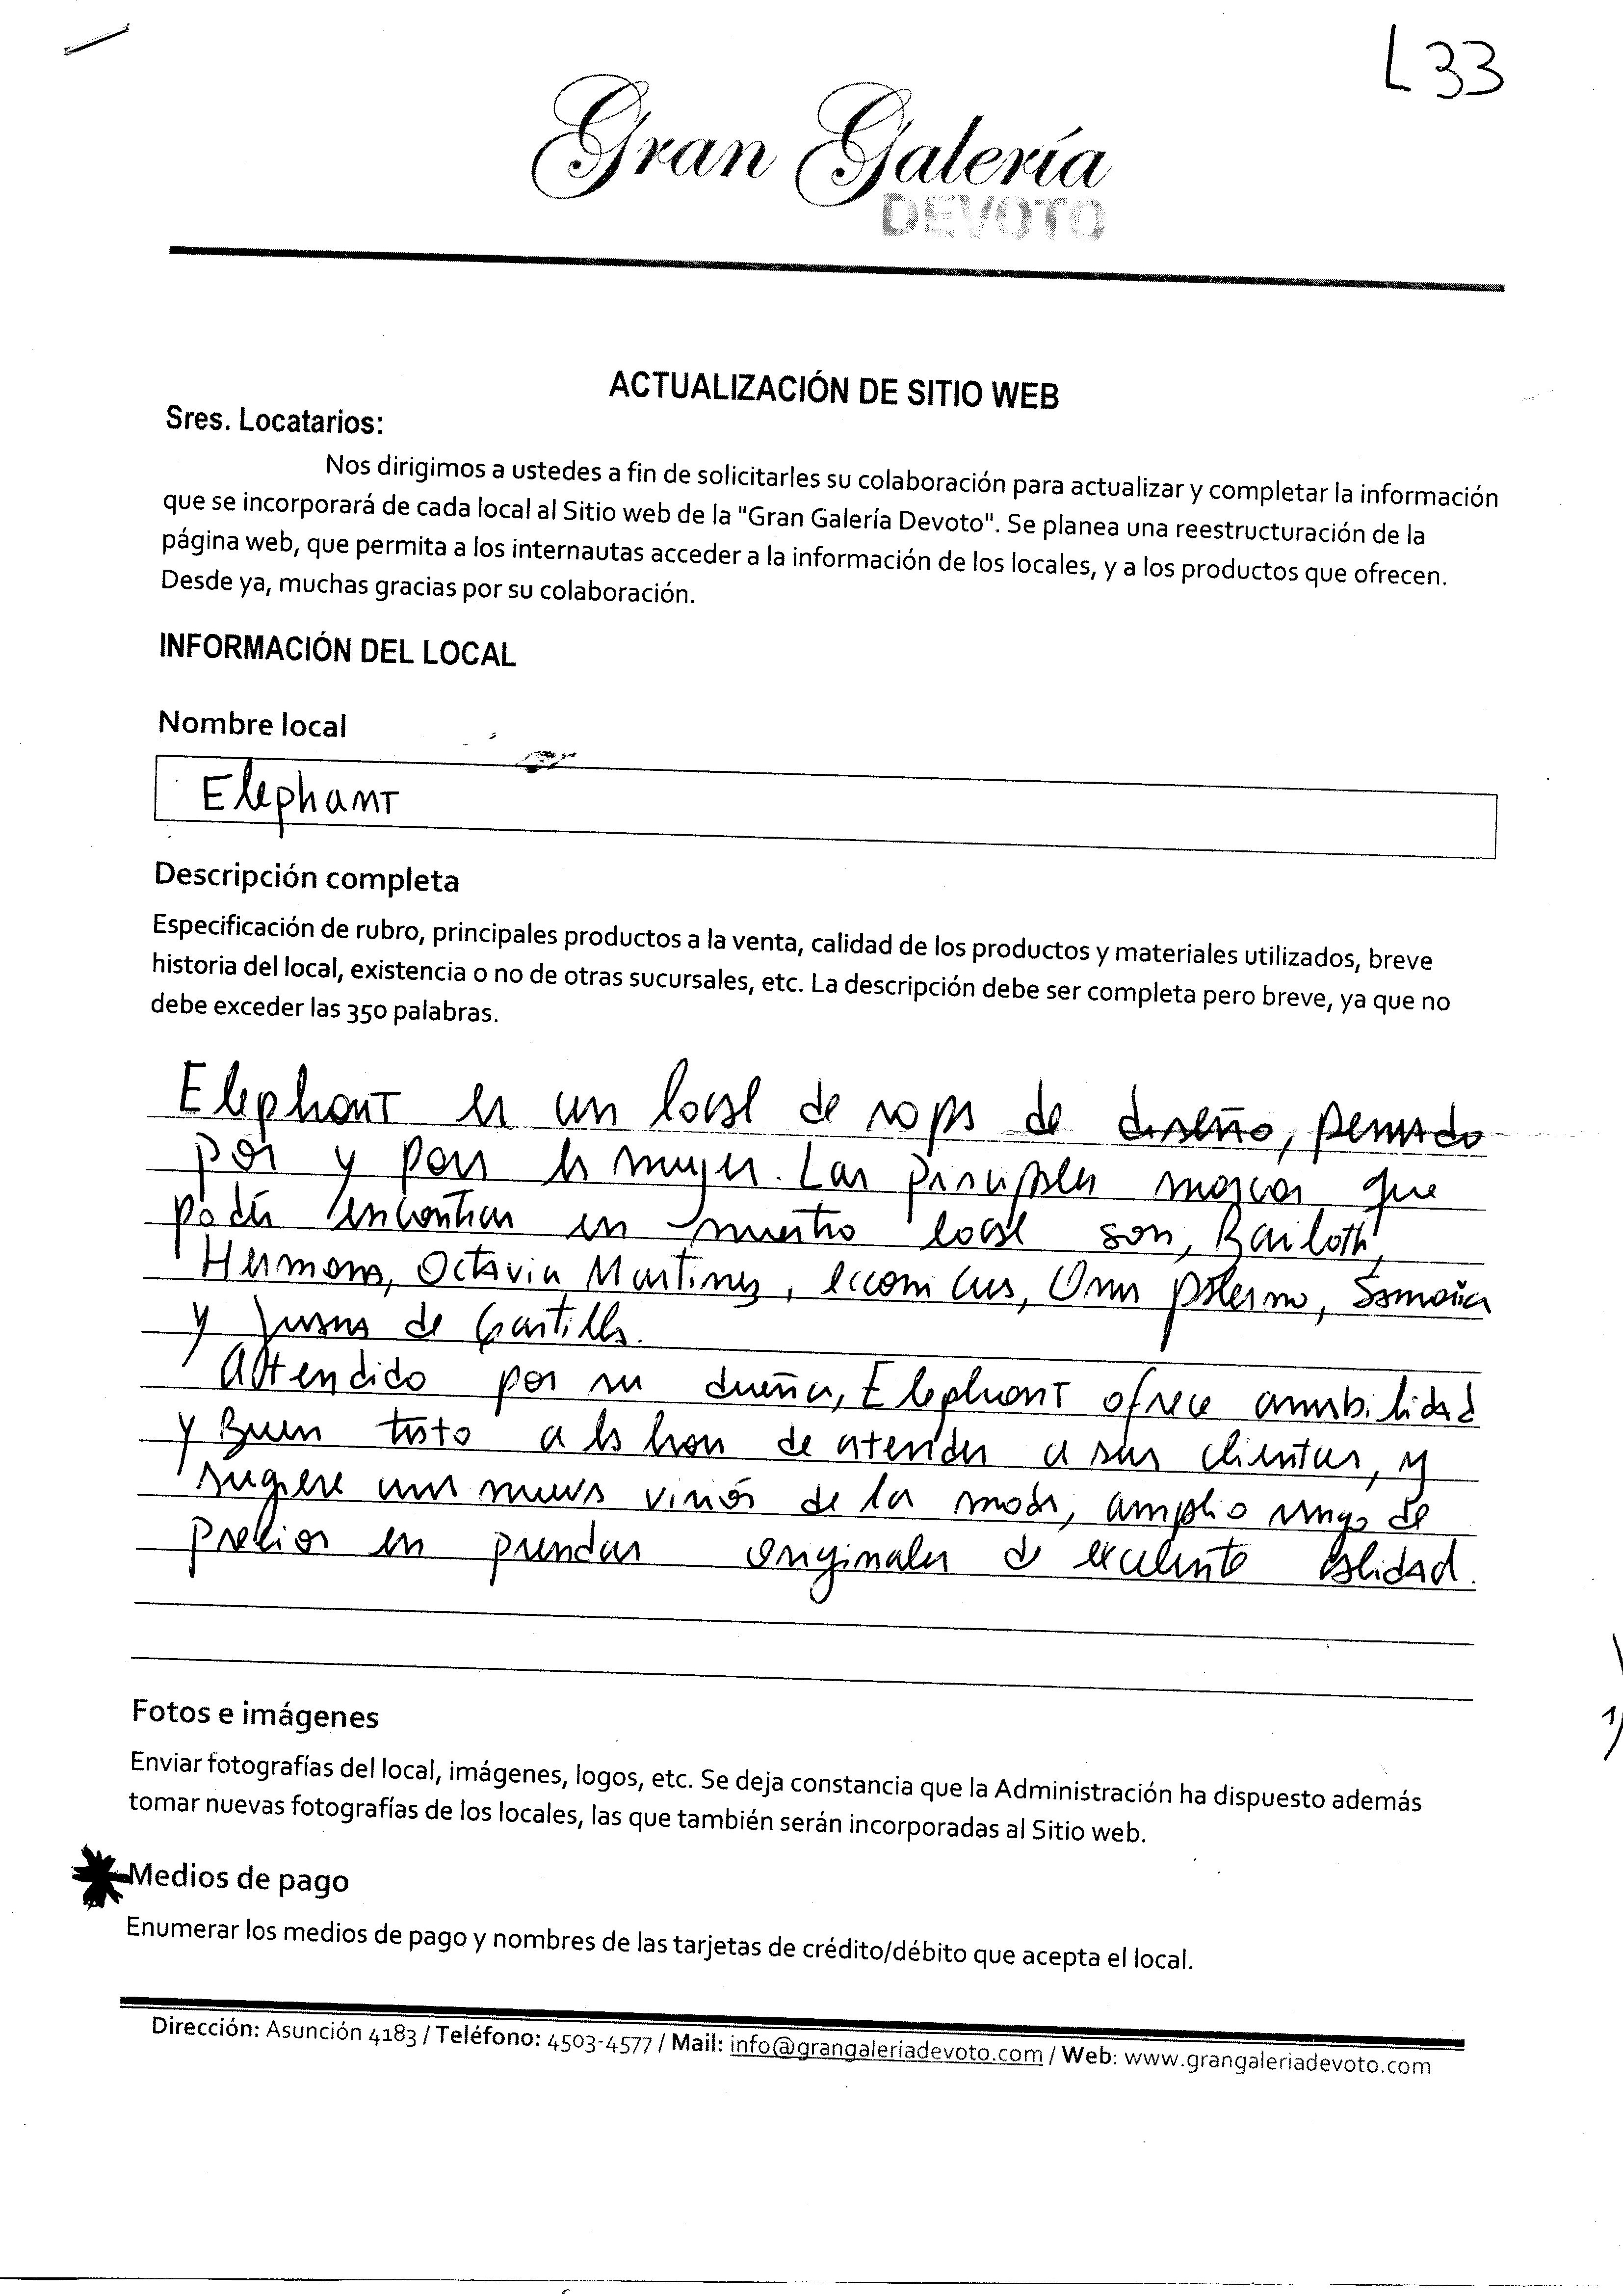 L 33
Gran Galería
DEVOTO
ACTUALIZACIÓN DE SITIO WEB
Sres. Locatarios:
Nos dirigimos a ustedes a fin de solicitarles su colaboración para actualizar y completar la información
que se incorporará de cada local al Sitio web de la "Gran Galería Devoto". Se planea una reestructuración de la
página web, que permita a los internautas acceder a la información de los locales, y a los productos que ofrecen.
Desde ya, muchas gracias por su colaboración.
INFORMACIÓN DEL LOCAL
Nombre local
Elephant
Descripción completa
Especificación de rubro, principales productos a la venta, calidad de los productos y materiales utilizados, breve
historia del local, existencia o no de otras sucursales, etc. La descripción debe ser completa pero breve, ya que no
debe exceder las 350 palabras.
Elephant es un local de ropa de diseño, pensado
por y para la mujer. Las principales marcas que
podés encontrar en nuestro local son,
Hermana, Octavia Martinez, Palermo,
y Juana de Castilla.
Attendido por su dueña, Elephant ofrece amabilidad
y Buen trato a la hora de atender a sus clientas, y
sugiere una nueva visión de la moda, amplio rango de
precios en prendas originales de excelente calidad.
Fotos e imágenes
Enviar fotografías del local, imágenes, logos, etc. Se deja constancia que la Administración ha dispuesto además
tomar nuevas fotografías de los locales, las que también serán incorporadas al Sitio web.
Medios de pago
Enumerar los medios de pago y nombres de las tarjetas de crédito/débito que acepta el local.
Dirección: Asunción 4183 / Teléfono: 4503-4577 / Mail: info@grangaleriadevoto.com / Web: www.grangaleriadevoto.com